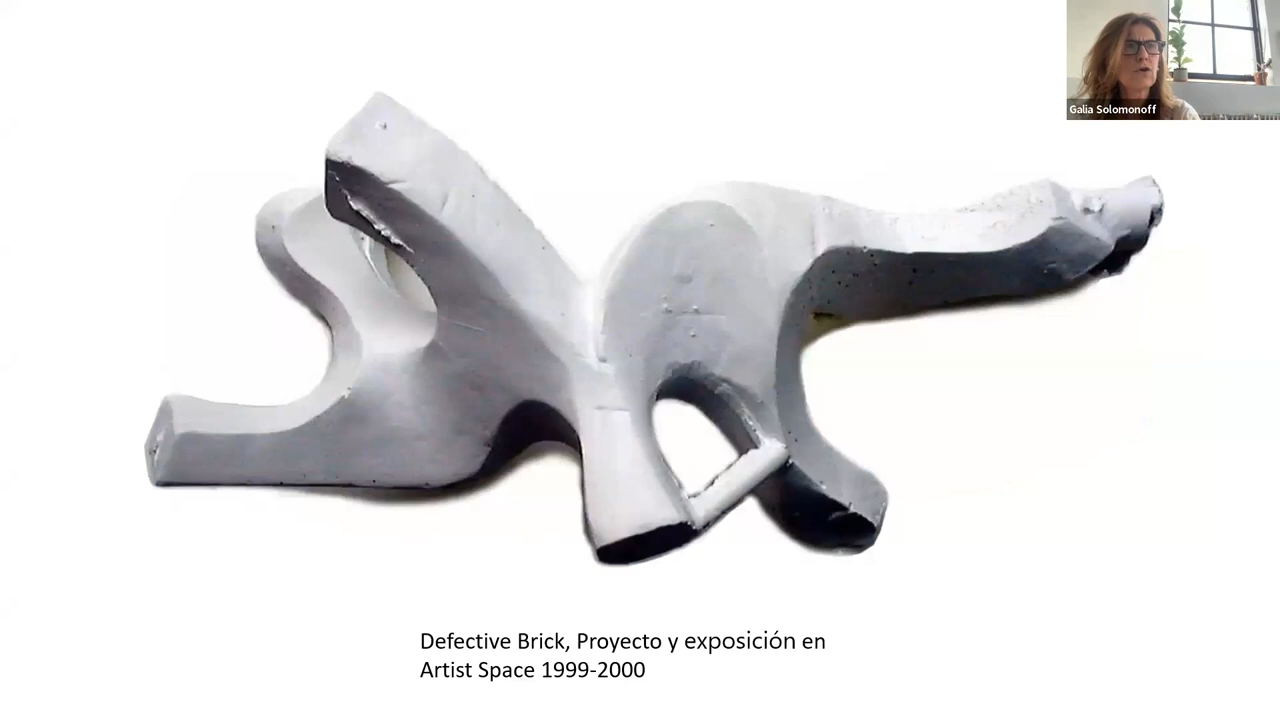 Galia Solomonoff
Defective Brick, Proyecto y exposición en
Artist Space 1999-2000